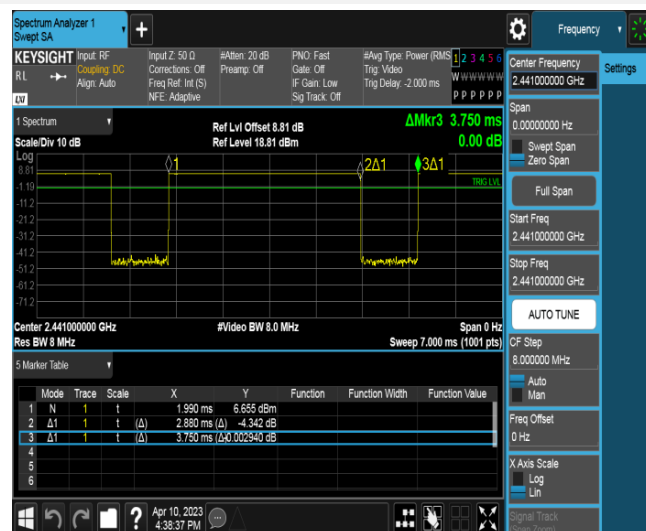 Spectrum Analyzer 1
Swept SA
Frequency
KEYSIGHT
RL
LXI
Input: RF
Coupling: DC
Align: Auto
Input Z: 50 Ω
Corrections: Off
Freq Ref: Int (S)
NFE: Adaptive
#Atten: 20 dB
Preamp: Off
PNO: Fast
Gate: Off
IF Gain: Low
Sig Track: Off
#Avg Type: Power (RMS
Trig: Video
Trig Delay: -2.000 ms
1 2 3 4 5 6
W W W W W W
P P P P P P
1 Spectrum
Scale/Div 10 dB
Ref Lvl Offset 8.81 dB
Ref Level 18.81 dBm
ΔMkr3 3.750 ms
0.00 dB
Log
8.81
-1.19
-11.2
-21.2
-31.2
-41.2
-51.2
-61.2
-71.2
1
2Δ1
3Δ1
TRIG LVL
Center 2.441000000 GHz
#Video BW 8.0 MHz
Span 0 Hz
Res BW 8 MHz
Sweep 7.000 ms (1001 pts)
5 Marker Table
Mode Trace Scale X Y Function Function Width Function Value
1 N 1 t 1.990 ms 6.655 dBm
2 Δ1 1 t (Δ) 2.880 ms (Δ) -4.342 dB
3 Δ1 1 t (Δ) 3.750 ms (Δ) 0.002940 dB
4
5
6
Apr 10, 2023
4:38:37 PM
Settings
Center Frequency
2.441000000 GHz
Span
0.00000000 Hz
Swept Span
Zero Span
Full Span
Start Freq
2.441000000 GHz
Stop Freq
2.441000000 GHz
AUTO TUNE
CF Step
8.000000 MHz
Auto
Man
Freq Offset
0 Hz
X Axis Scale
Log
Lin
Signal Track
(Span Zoom)